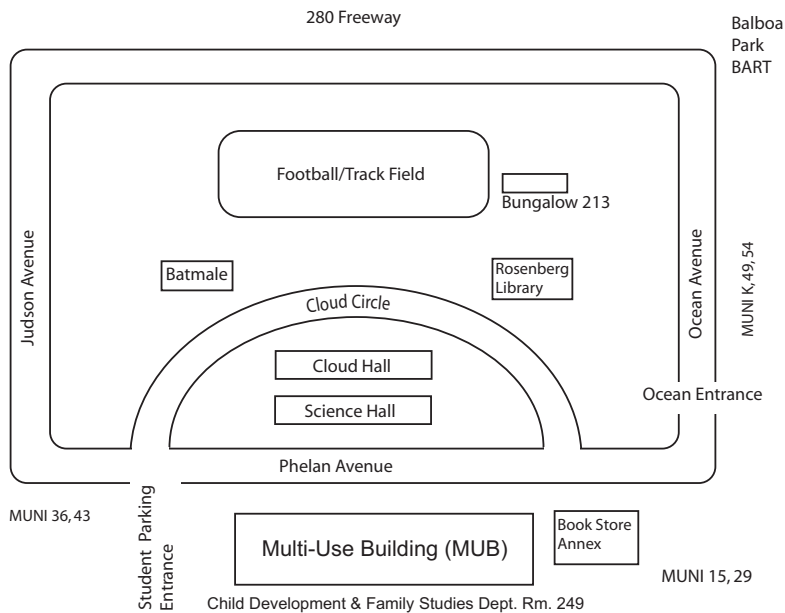 280 Freeway
Balboa
Park
BART
Football/Track Field
Bungalow 213
Judson Avenue
Batmale
Rosenberg
Library
Ocean Avenue
MUNI K, 49, 54
Cloud Circle
Cloud Hall
Science Hall
Ocean Entrance
Phelan Avenue
MUNI 36, 43
Student Parking
Entrance
Multi-Use Building (MUB)
Book Store
Annex
MUNI 15, 29
Child Development & Family Studies Dept. Rm. 249